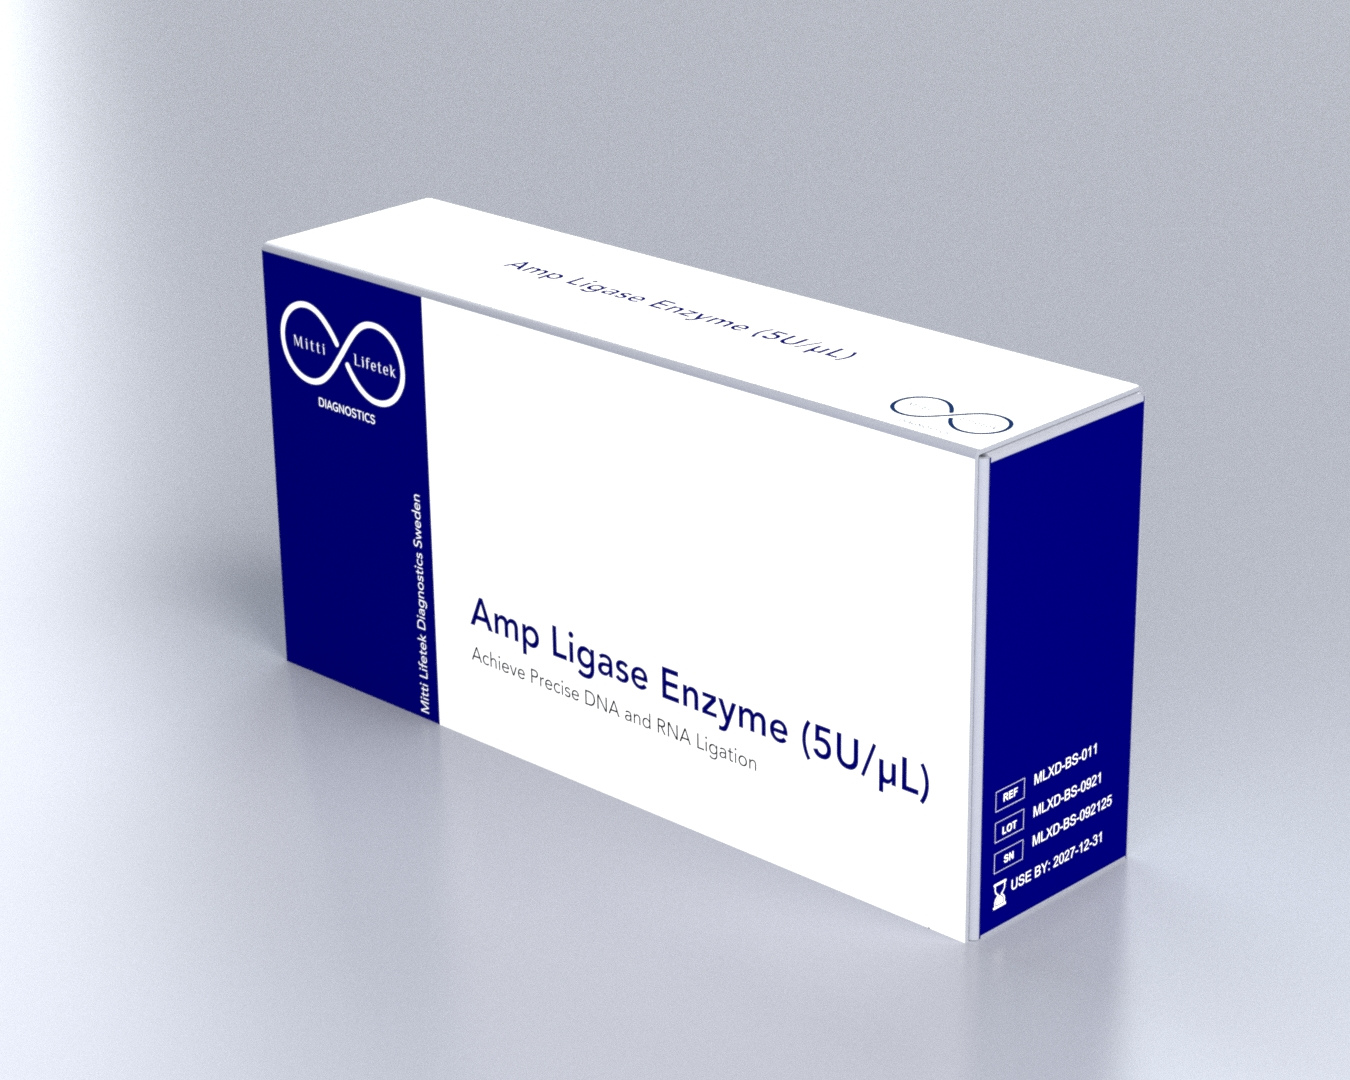 Amp Ligase Enzyme (5U/µL)
Mitti Lifetek
DIAGNOSTICS
Mitti Lifetek Diagnostics Sweden
Amp Ligase Enzyme (5U/µL)
Achieve Precise DNA and RNA Ligation
REF MLXD-BS-011
LOT MLXD-BS-0921
SN MLXD-BS-092125
USE BY: 2027-12-31